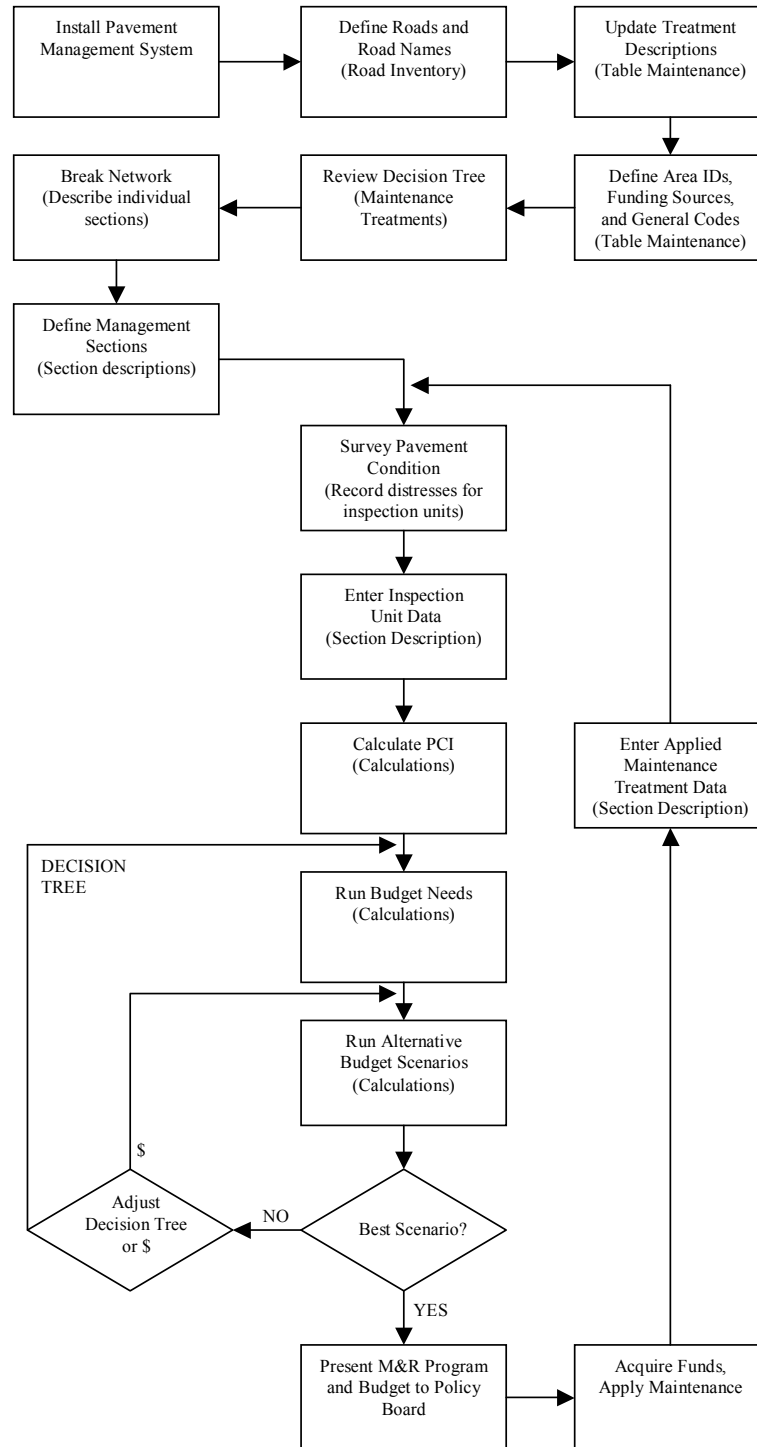 Install Pavement
Management System
Define Roads and
Road Names
(Road Inventory)
Update Treatment
Descriptions
(Table Maintenance)
Break Network
(Describe individual
sections)
Review Decision Tree
(Maintenance
Treatments)
Define Area IDs,
Funding Sources,
and General Codes
(Table Maintenance)
Define Management
Sections
(Section descriptions)
Survey Pavement
Condition
(Record distresses for
inspection units)
Enter Inspection
Unit Data
(Section Description)
Calculate PCI
(Calculations)
Enter Applied
Maintenance
Treatment Data
(Section Description)
DECISION
TREE
Run Budget Needs
(Calculations)
Run Alternative
Budget Scenarios
(Calculations)
$
Adjust
Decision Tree
or $
NO
Best Scenario?
YES
Present M&R Program
and Budget to Policy
Board
Acquire Funds,
Apply Maintenance